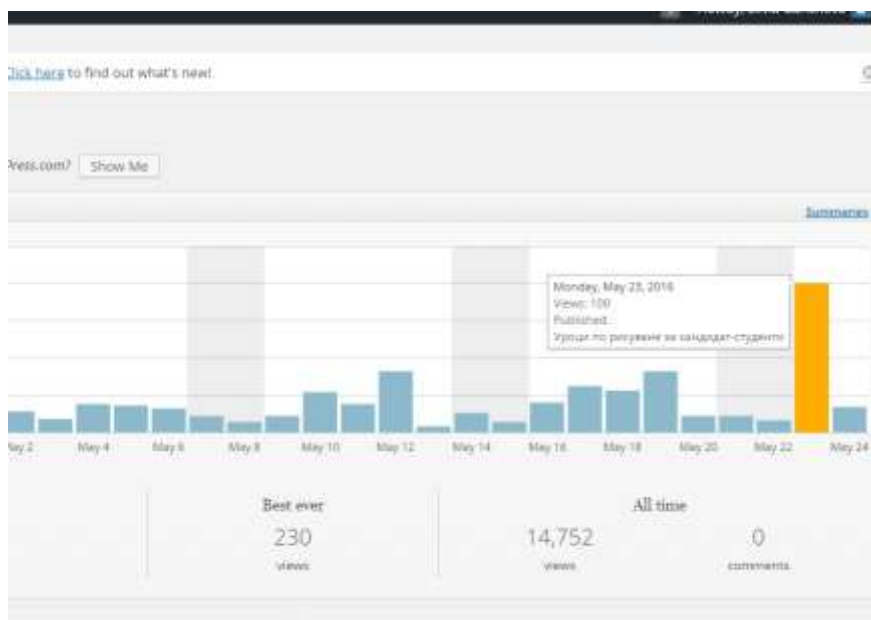 Click here to find out what's new!
Press.com? Show Me
Summaries
Monday, May 23, 2016
Views: 100
Published:
Уроци по рисуване за кандидат-студенти
May 2 May 4 May 6 May 8 May 10 May 12 May 14 May 16 May 18 May 20 May 22 May 24
Best ever All time
230 14,752 0
views views comments